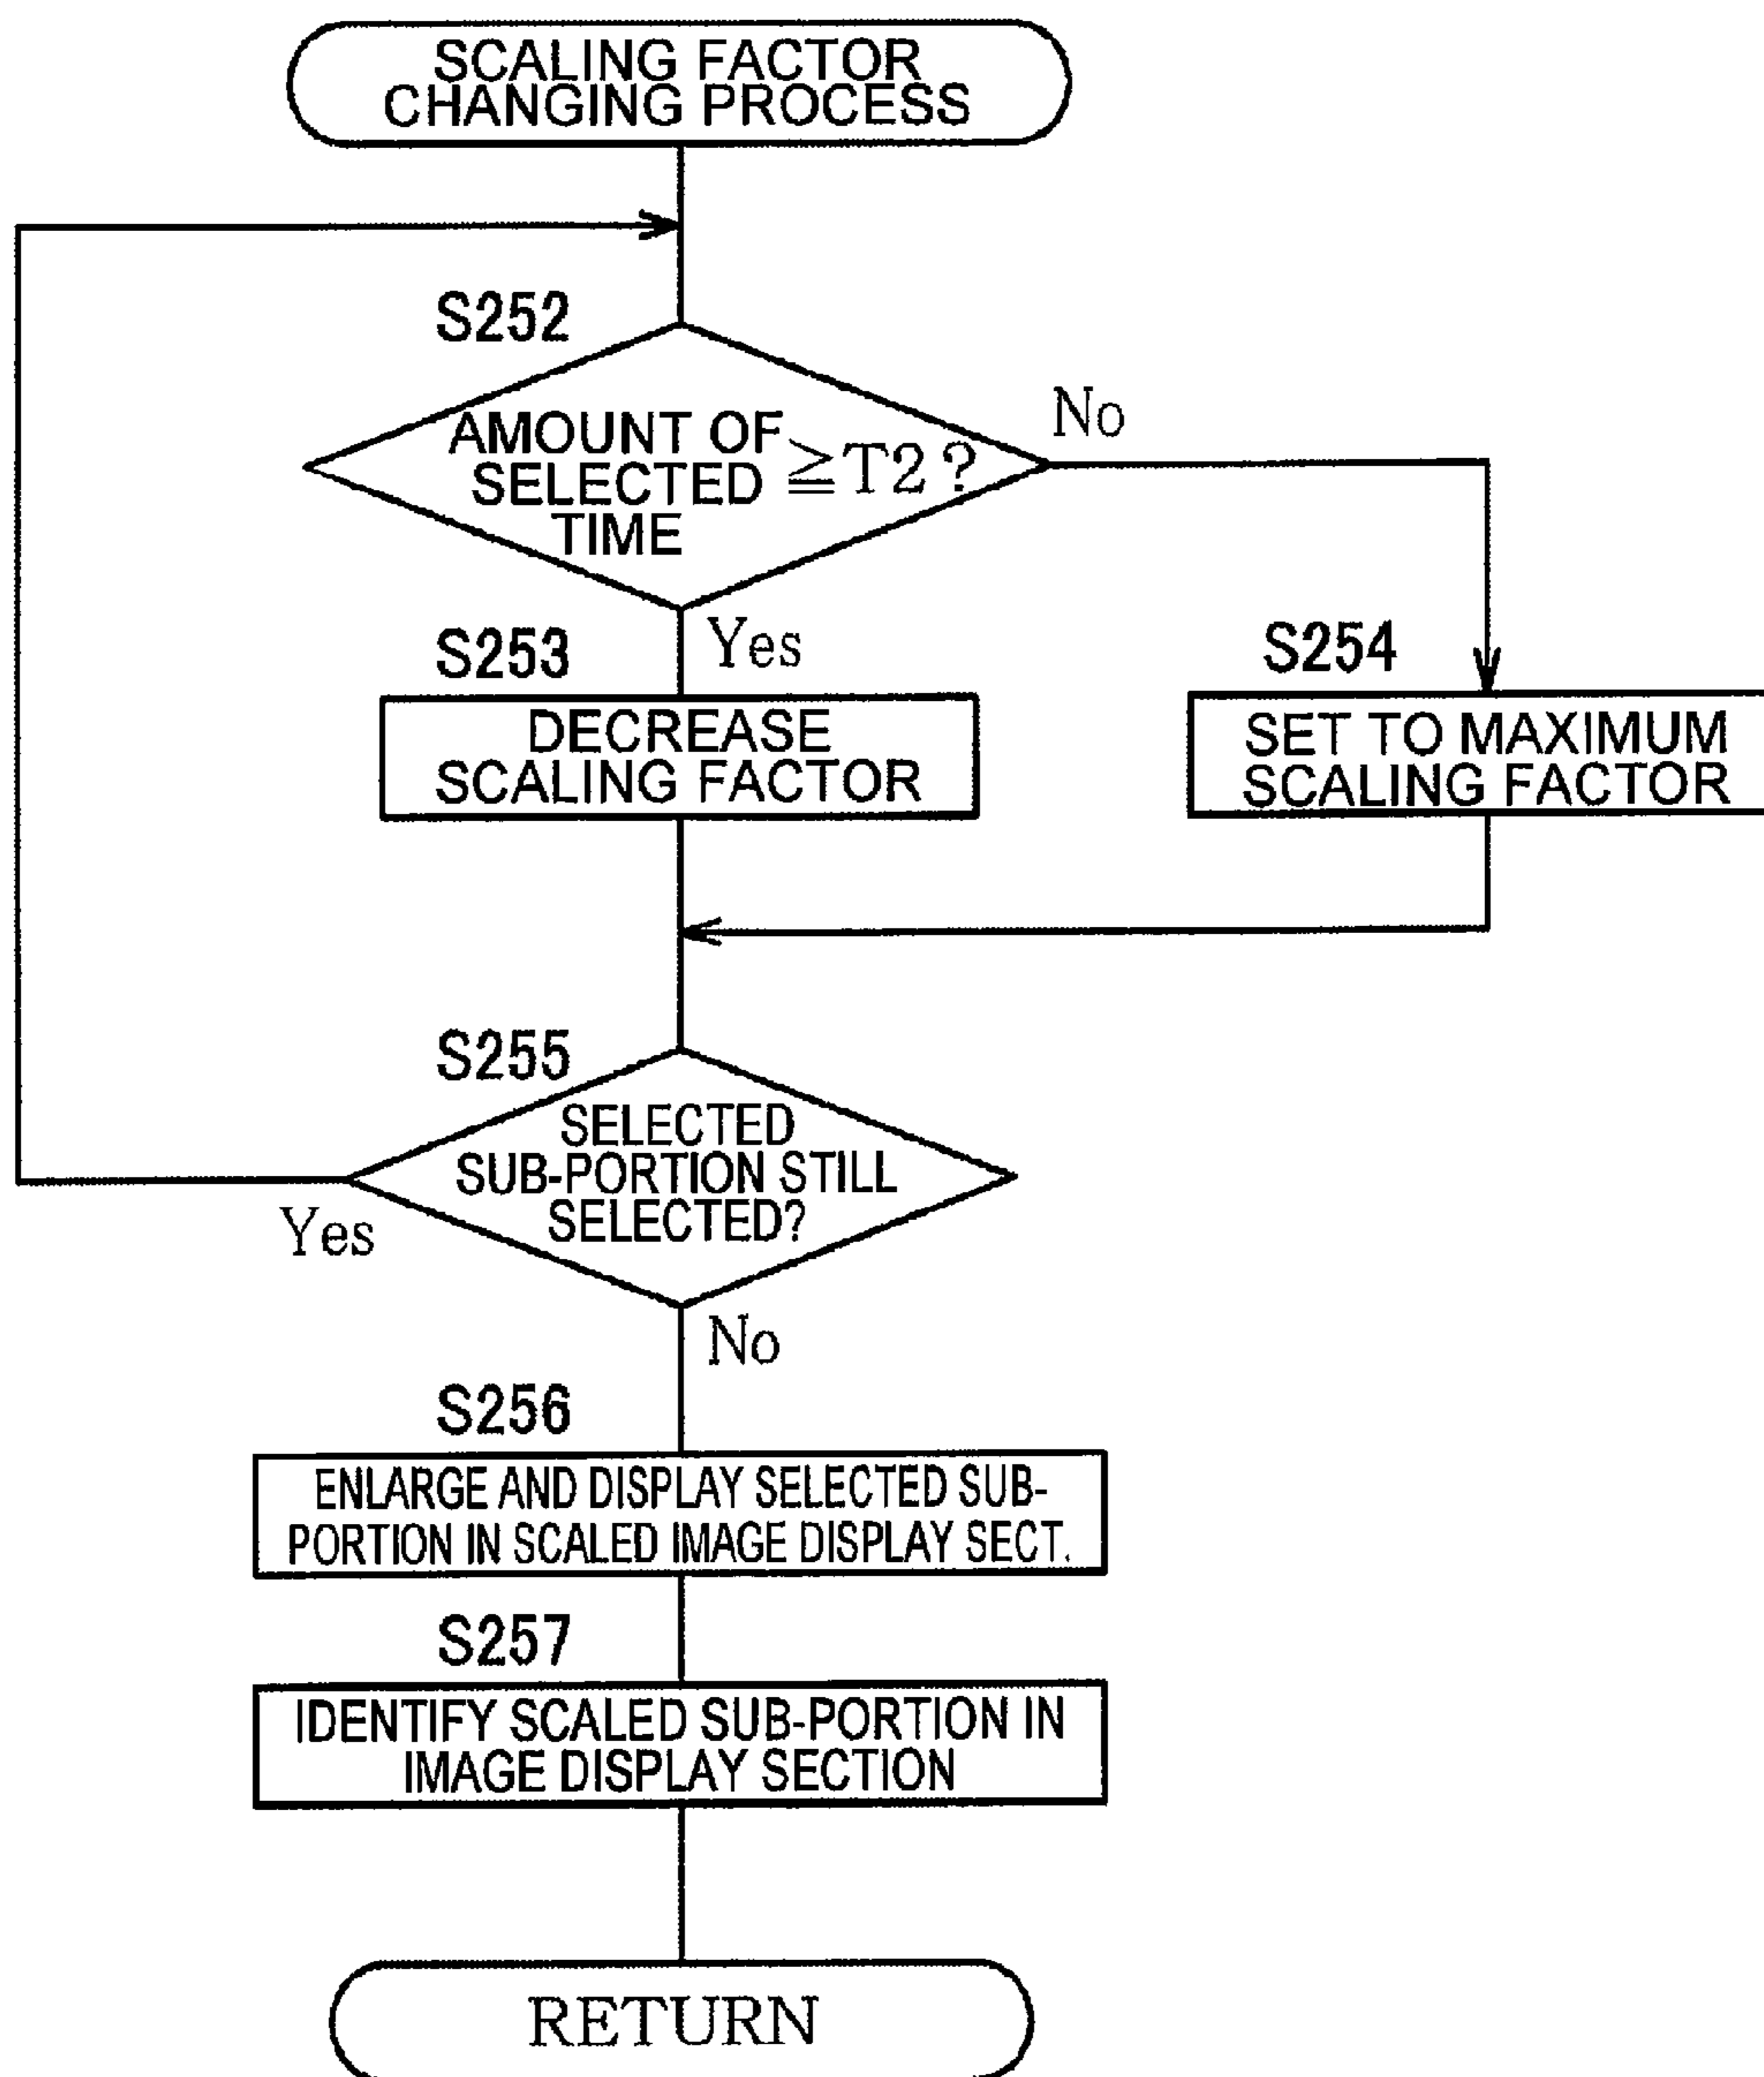 SCALING FACTOR
CHANGING PROCESS
S252
AMOUNT OF
SELECTED ≧T2 ?
TIME
No
Yes
S253
DECREASE
SCALING FACTOR
S254
SET TO MAXIMUM
SCALING FACTOR
S255
SELECTED
SUB-PORTION STILL
SELECTED?
Yes
No
S256
ENLARGE AND DISPLAY SELECTED SUB-
PORTION IN SCALED IMAGE DISPLAY SECT.
S257
IDENTIFY SCALED SUB-PORTION IN
IMAGE DISPLAY SECTION
RETURN